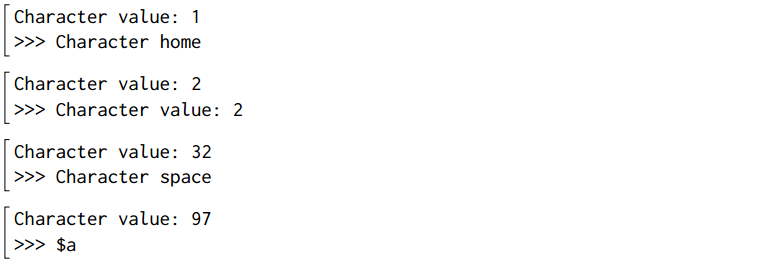 Character value: 1
>>> Character home
Character value: 2
>>> Character value: 2
Character value: 32
>>> Character space
Character value: 97
>>> $a